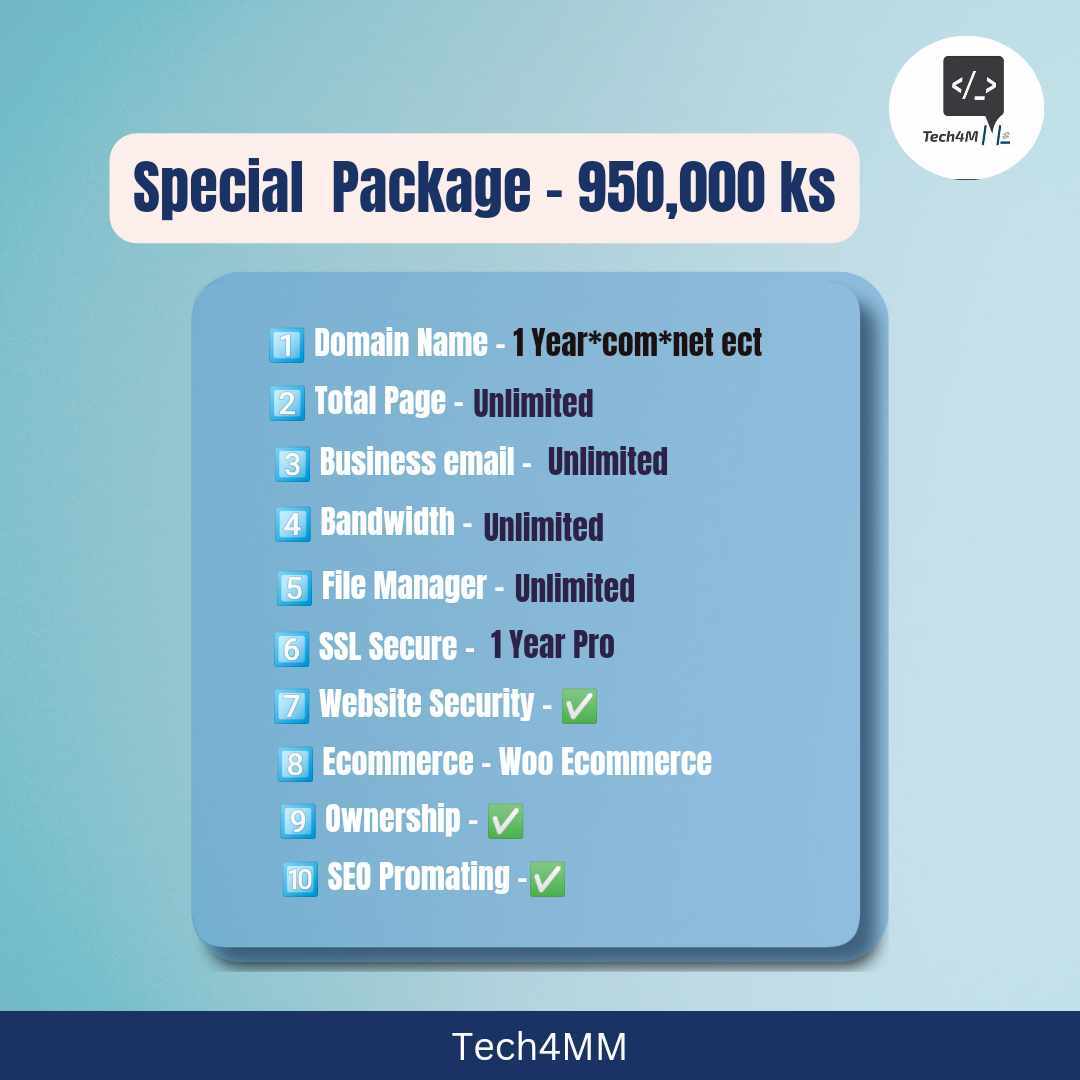 </_>
Tech4M
Special Package - 950,000 ks
1 Domain Name - 1 Year*com*net ect
2 Total Page - Unlimited
3 Business email - Unlimited
4 Bandwidth - Unlimited
5 File Manager - Unlimited
6 SSL Secure - 1 Year Pro
7 Website Security - ✅
8 Ecommerce - Woo Ecommerce
9 Ownership - ✅
10 SEO Promating - ✅
Tech4MM